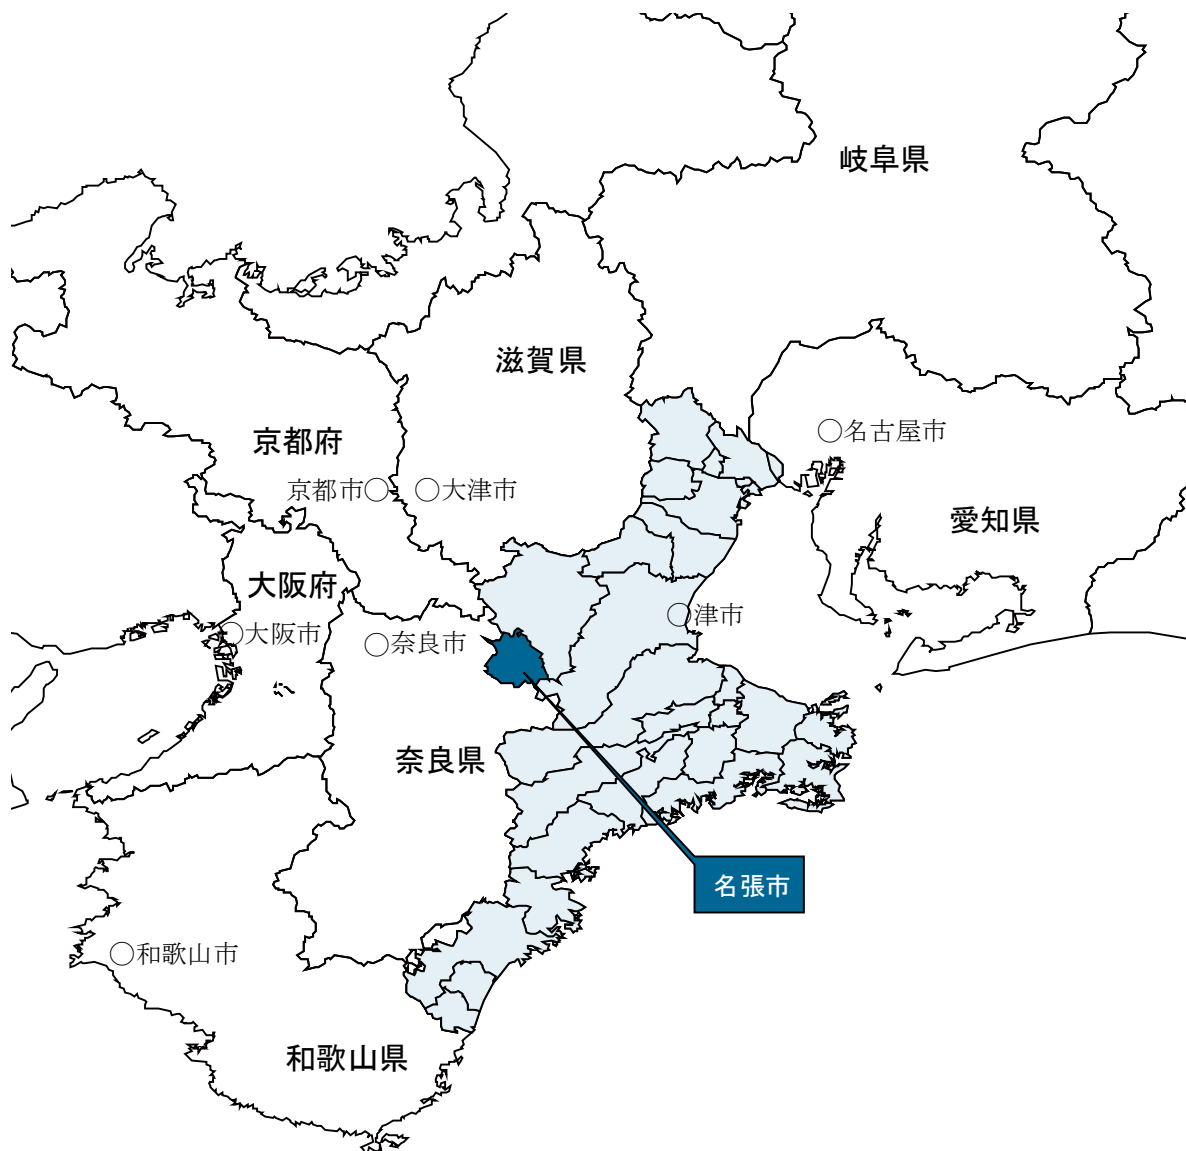 岐阜県
滋賀県
京都府
○名古屋市
京都市○
○大津市
愛知県
大阪府
○津市
○大阪市
○奈良市
奈良県
名張市
○和歌山市
和歌山県